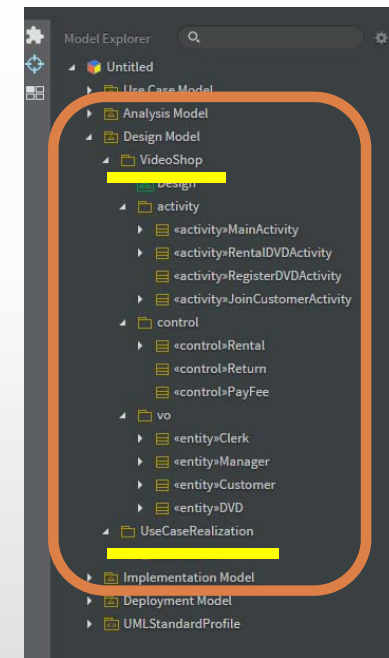 Model Explorer
Untitled
Use Case Model
Analysis Model
Design Model
VideoShop
Design
activity
«activity»MainActivity
«activity»RentalDVDActivity
«activity»RegisterDVDActivity
«activity»JoinCustomerActivity
control
«control»Rental
«control»Return
«control»PayFee
vo
«entity»Clerk
«entity»Manager
«entity»Customer
«entity»DVD
UseCaseRealization
Implementation Model
Deployment Model
UMLStandardProfile